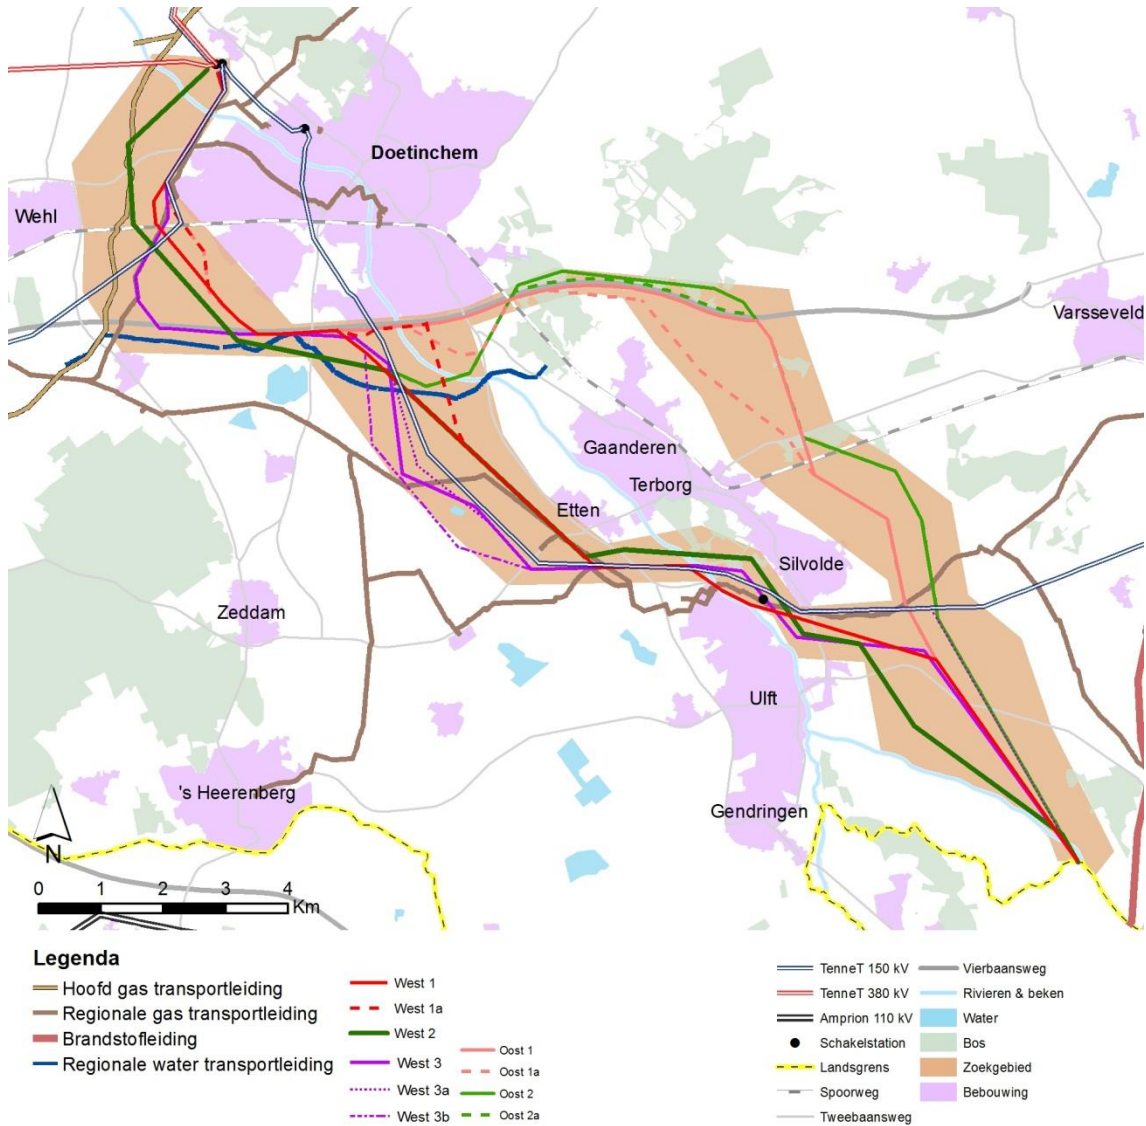 Doetinchem
Wehl
Varsseveld
Gaanderen
Terborg
Etten
Silvolde
Zeddam
Ulft
's Heerenberg
Gendringen
N
0 1 2 3 4
Km
Legenda
Hoofd gas transportleiding
Regionale gas transportleiding
Brandstofleiding
Regionale water transportleiding
West 1
West 1a
West 2
West 3
West 3a
West 3b
Oost 1
Oost 1a
Oost 2
Oost 2a
TenneT 150 kV
TenneT 380 kV
Amprion 110 kV
Schakelstation
Landsgrens
Spoorweg
Tweebaansweg
Vierbaansweg
Rivieren & beken
Water
Bos
Zoekgebied
Bebouwing